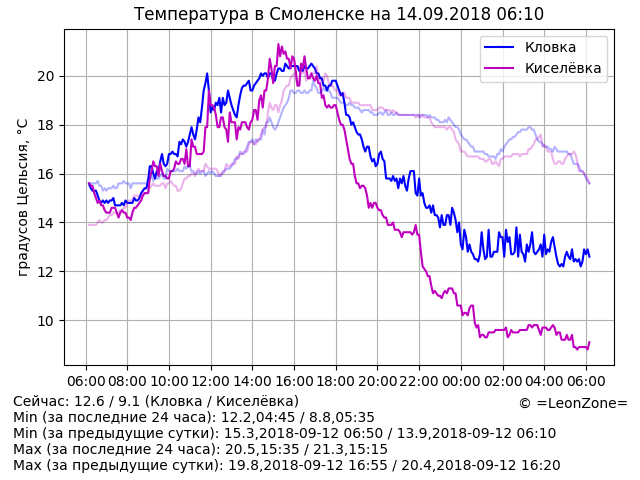 Температура в Смоленске на 14.09.2018 06:10
Кловка
Киселёвка
градусов Цельсия, °C
20
18
16
14
12
10
06:00 08:00 10:00 12:00 14:00 16:00 18:00 20:00 22:00 00:00 02:00 04:00 06:00
Сейчас: 12.6 / 9.1 (Кловка / Киселёвка)
© =LeonZone=
Min (за последние 24 часа): 12.2,04:45 / 8.8,05:35
Min (за предыдущие сутки): 15.3,2018-09-12 06:50 / 13.9,2018-09-12 06:10
Max (за последние 24 часа): 20.5,15:35 / 21.3,15:15
Max (за предыдущие сутки): 19.8,2018-09-12 16:55 / 20.4,2018-09-12 16:20